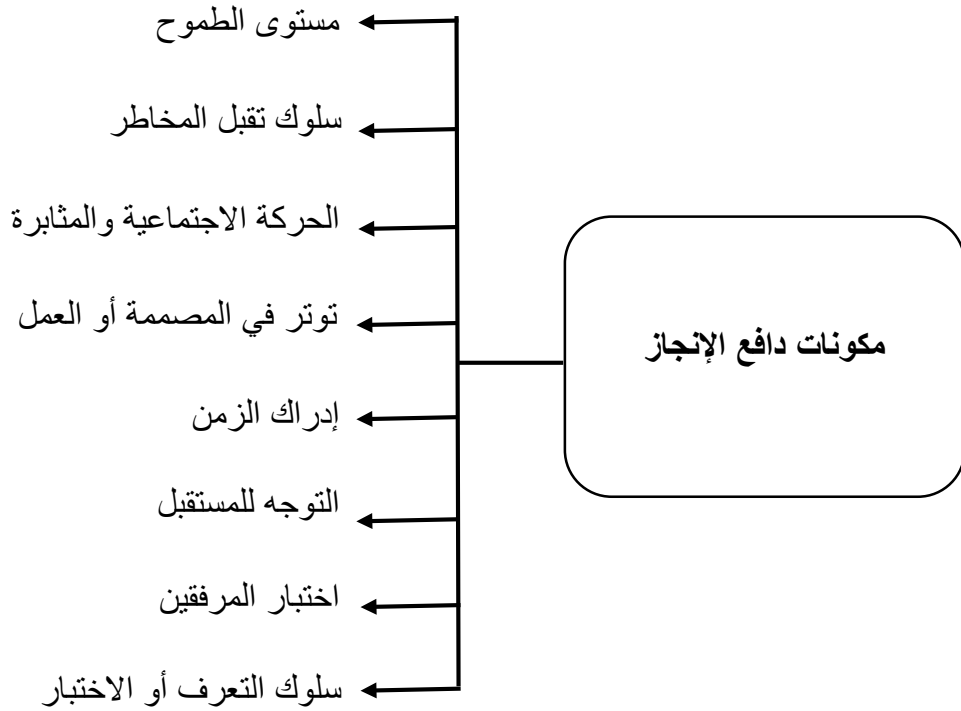 مكونات دافع الإنجاز
مستوى الطموح
سلوك تقبل المخاطر
الحركة الاجتماعية والمثابرة
توتر في المصممة أو العمل
إدراك الزمن
التوجه للمستقبل
اختبار المرفقين
سلوك التعرف أو الاختبار